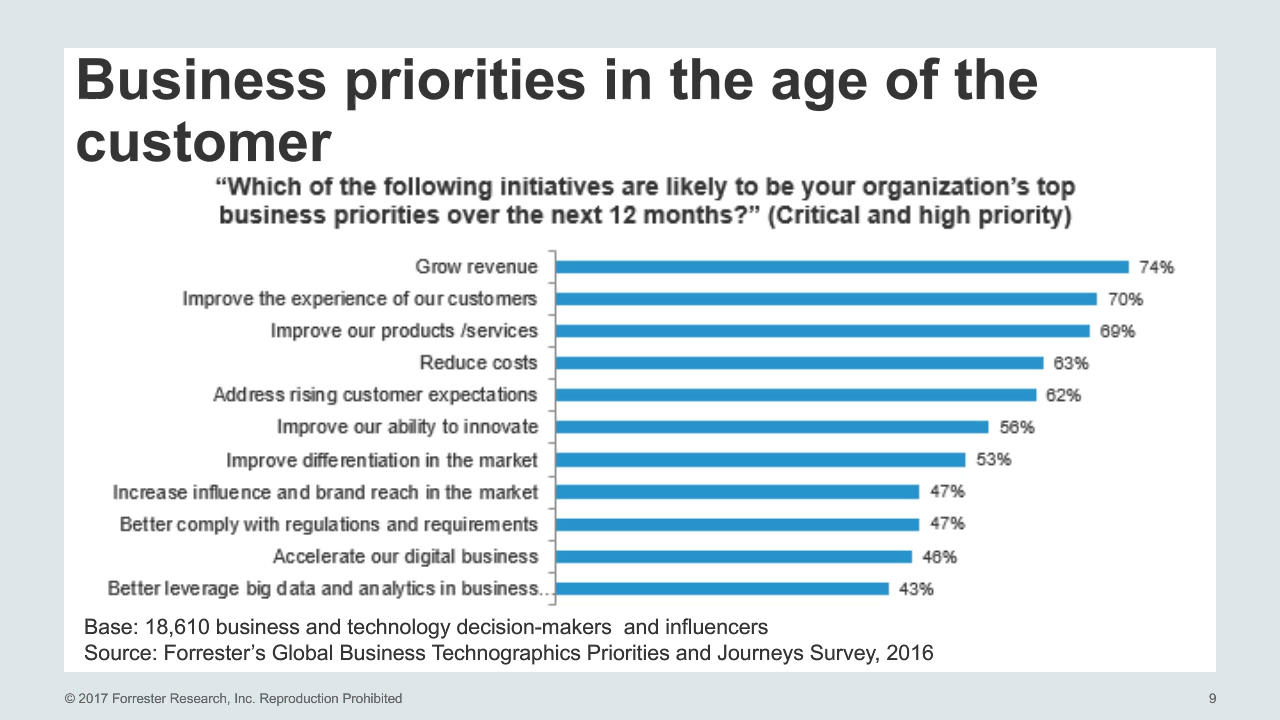 Business priorities in the age of the
customer
“Which of the following initiatives are likely to be your organization’s top
business priorities over the next 12 months?” (Critical and high priority)
Grow revenue 74%
Improve the experience of our customers 70%
Improve our products /services 69%
Reduce costs 63%
Address rising customer expectations 62%
Improve our ability to innovate 56%
Improve differentiation in the market 53%
Increase influence and brand reach in the market 47%
Better comply with regulations and requirements 47%
Accelerate our digital business 46%
Better leverage big data and analytics in business... 43%
Base: 18,610 business and technology decision-makers  and influencers
Source: Forrester’s Global Business Technographics Priorities and Journeys Survey, 2016
© 2017 Forrester Research, Inc. Reproduction Prohibited 9